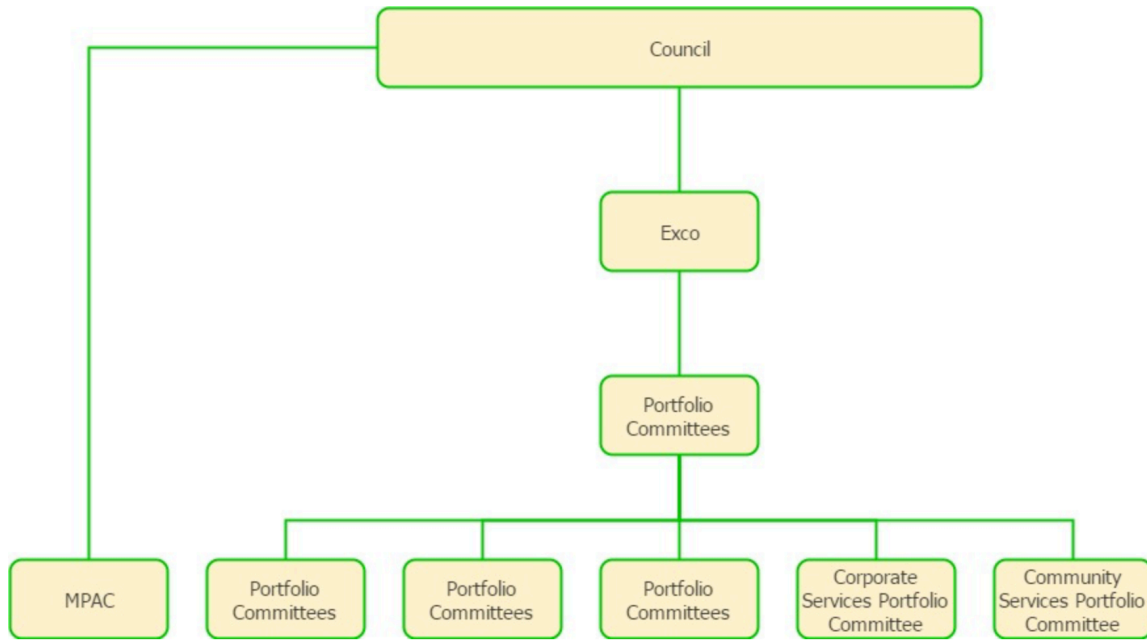 Council
Exco
Portfolio
Committees
MPAC
Portfolio
Committees
Portfolio
Committees
Portfolio
Committees
Corporate
Services Portfolio
Committee
Community
Services Portfolio
Committee